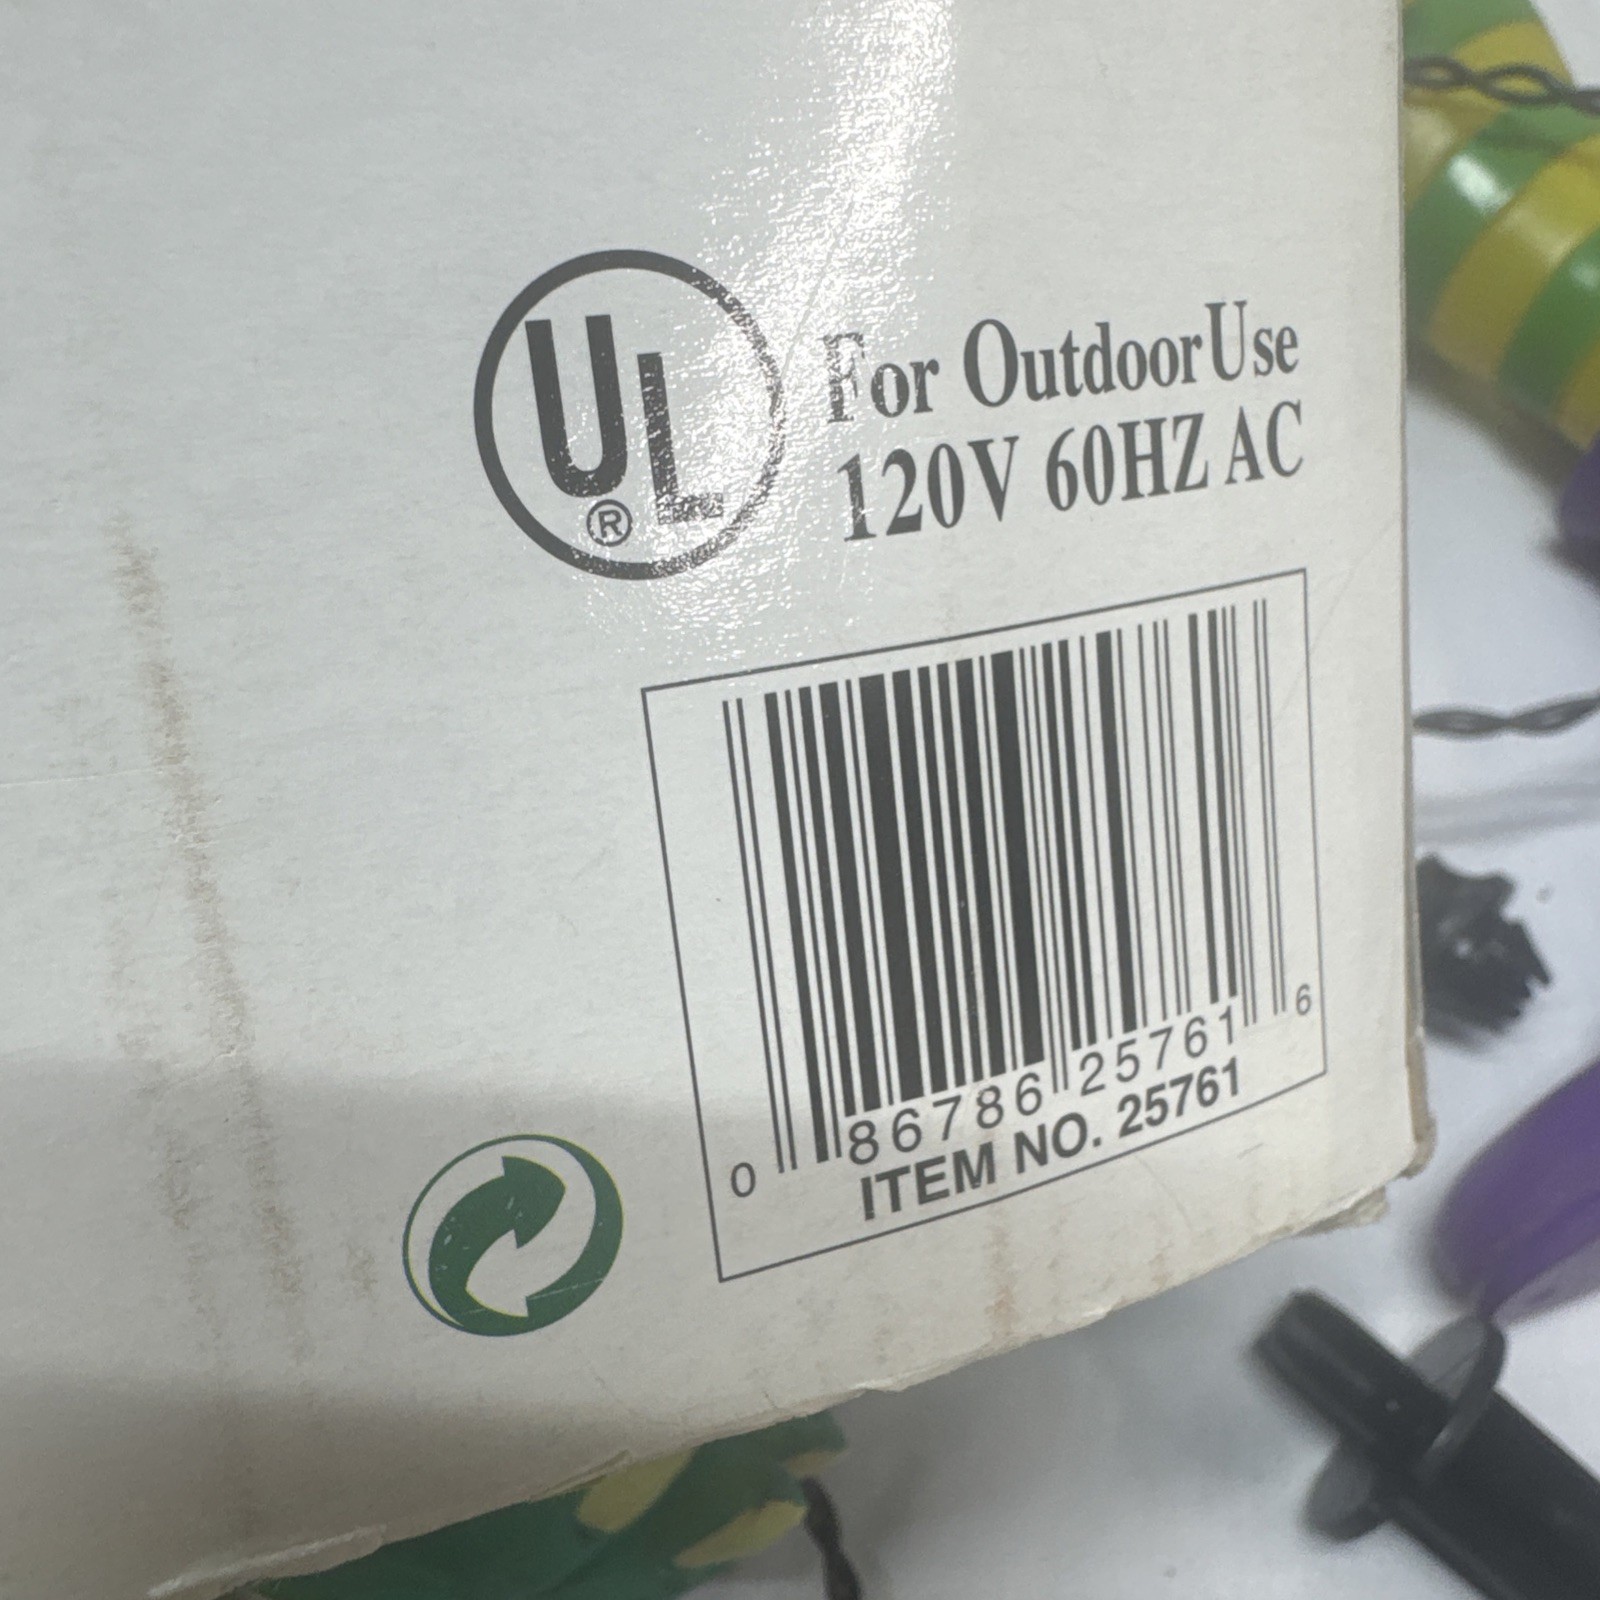 UL
®
For Outdoor Use
120V 60HZ AC
0 86786 25761 6
ITEM NO. 25761